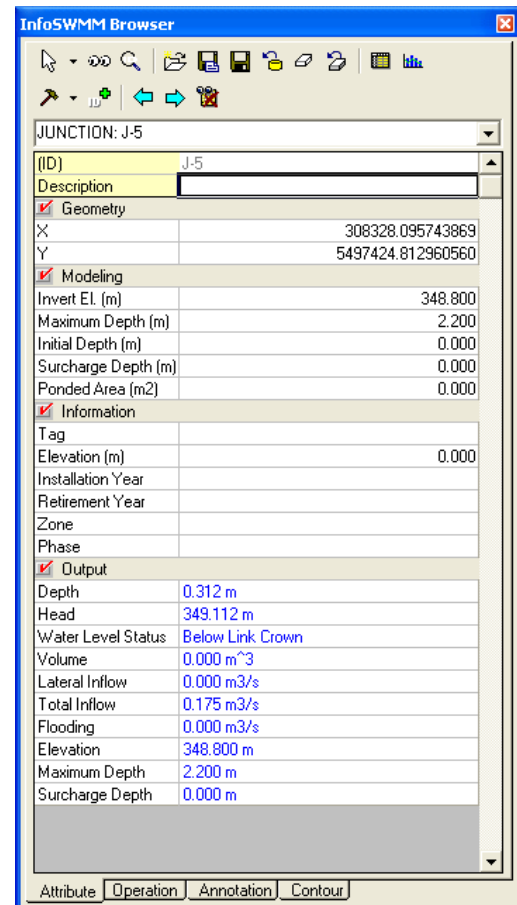 InfoSWMM Browser
JUNCTION: J-5
(ID) J-5
Description
Geometry
X 308328.095743869
Y 5497424.812960560
Modeling
Invert El. (m) 348.800
Maximum Depth (m) 2.200
Initial Depth (m) 0.000
Surcharge Depth (m) 0.000
Ponded Area (m2) 0.000
Information
Tag
Elevation (m) 0.000
Installation Year
Retirement Year
Zone
Phase
Output
Depth 0.312 m
Head 349.112 m
Water Level Status Below Link Crown
Volume 0.000 m^3
Lateral Inflow 0.000 m3/s
Total Inflow 0.175 m3/s
Flooding 0.000 m3/s
Elevation 348.800 m
Maximum Depth 2.200 m
Surcharge Depth 0.000 m
Attribute Operation Annotation Contour